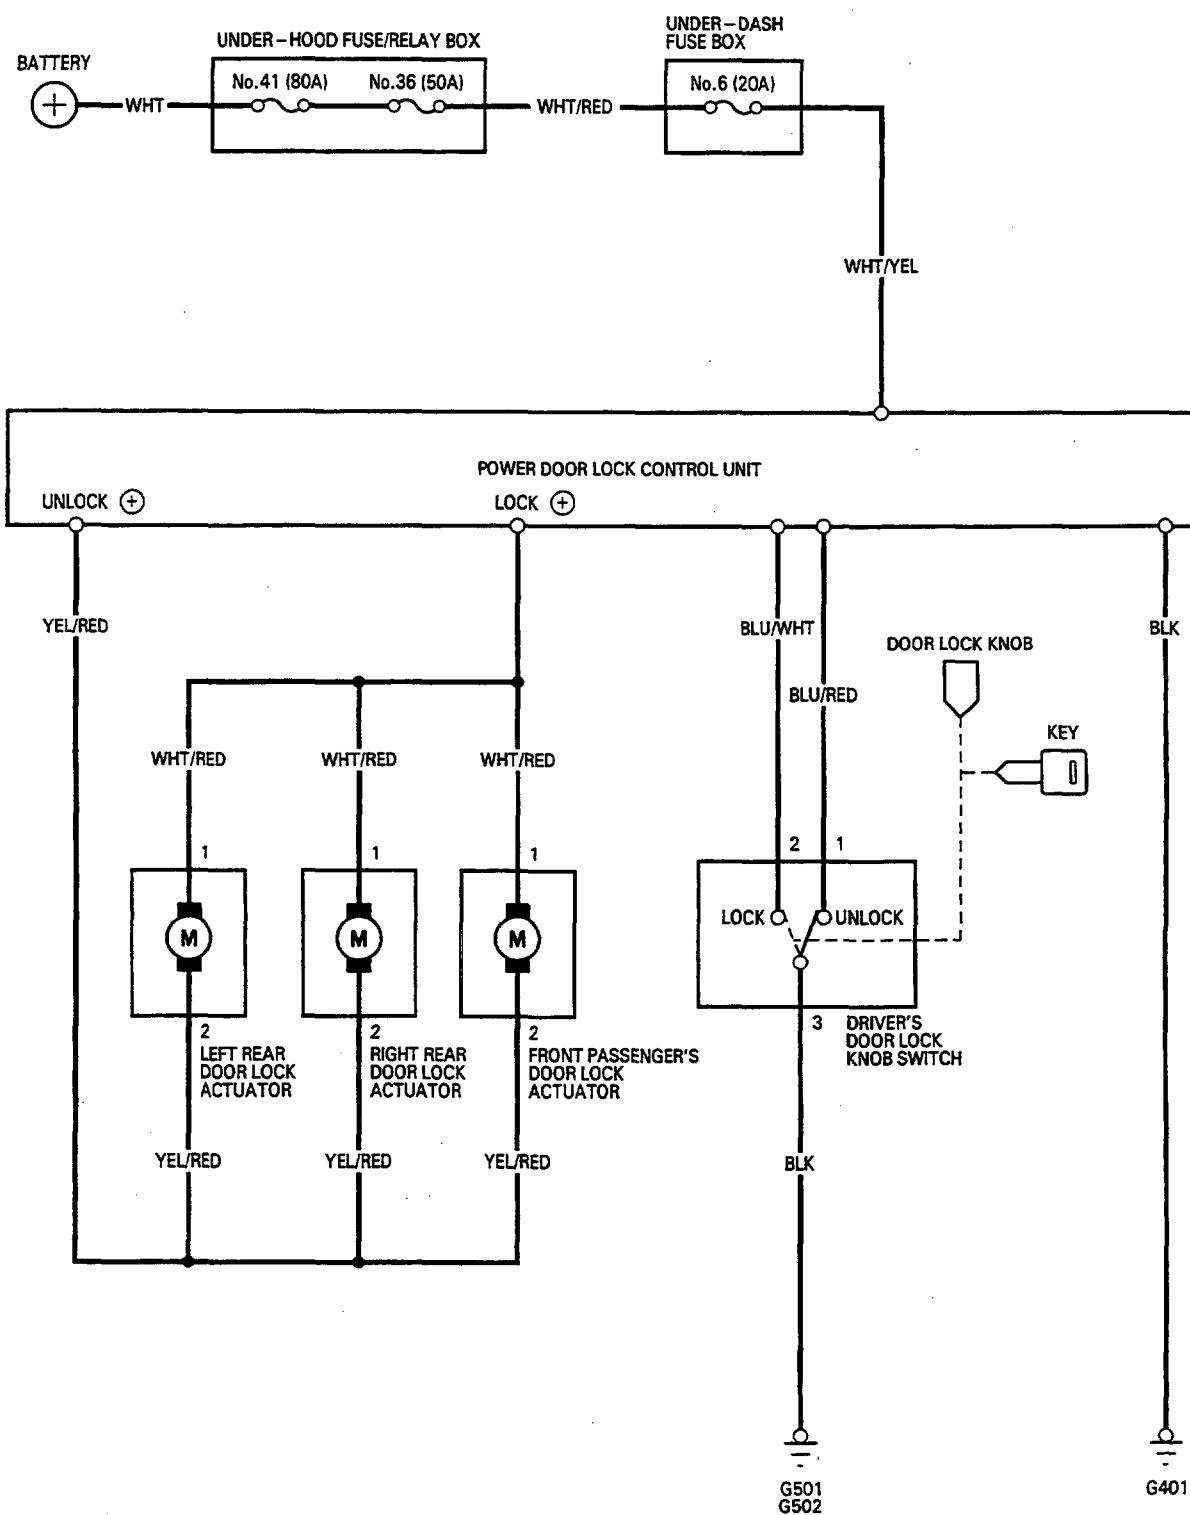 UNDER-DASH
FUSE BOX
UNDER-HOOD FUSE/RELAY BOX
BATTERY
No.41 (80A)
No.36 (50A)
No.6 (20A)
+
WHT
WHT/RED
WHT/YEL
POWER DOOR LOCK CONTROL UNIT
UNLOCK +
LOCK +
YEL/RED
BLU/WHT
BLK
DOOR LOCK KNOB
BLU/RED
KEY
WHT/RED
WHT/RED
WHT/RED
2
1
1
1
1
LOCK
UNLOCK
M
M
M
3
DRIVER'S
DOOR LOCK
KNOB SWITCH
2
LEFT REAR
DOOR LOCK
ACTUATOR
2
RIGHT REAR
DOOR LOCK
ACTUATOR
2
FRONT PASSENGER'S
DOOR LOCK
ACTUATOR
YEL/RED
YEL/RED
YEL/RED
BLK
G501
G502
G401